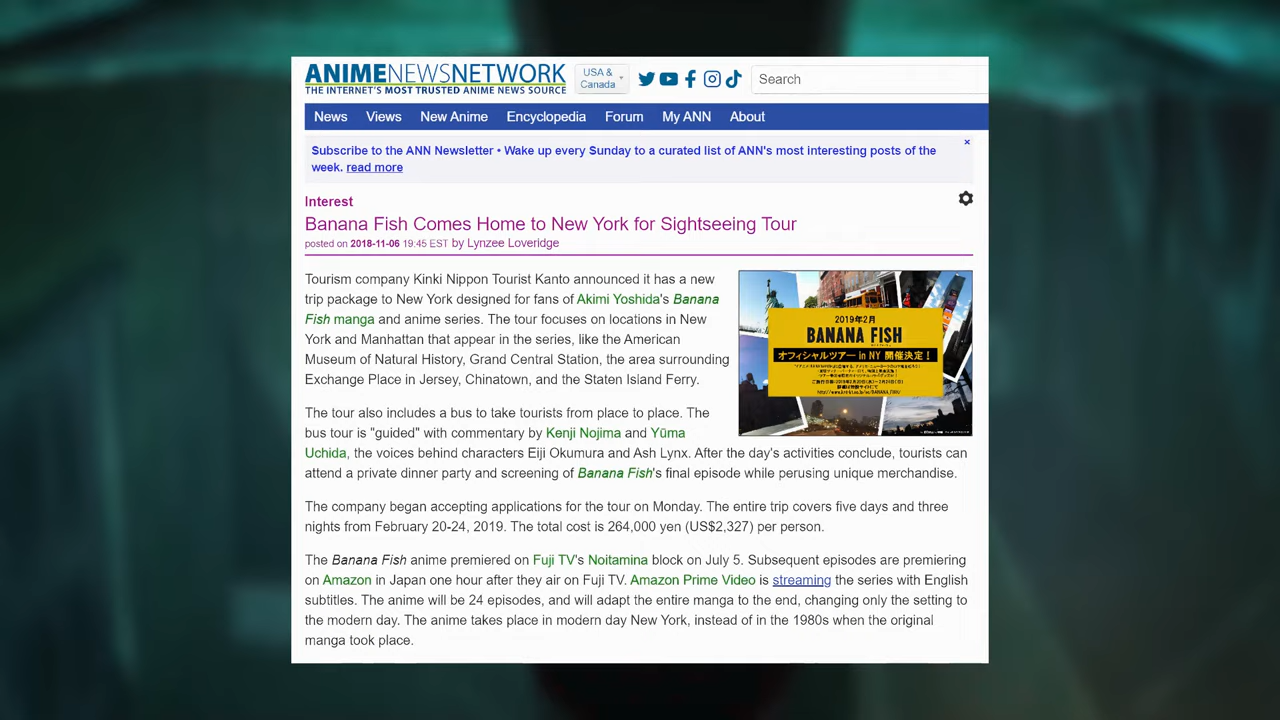 ANIMENEWSNETWORK
THE INTERNET'S MOST TRUSTED ANIME NEWS SOURCE
USA &
Canada
Search
News Views New Anime Encyclopedia Forum My ANN About
Subscribe to the ANN Newsletter • Wake up every Sunday to a curated list of ANN's most interesting posts of the
week. read more
×
Interest
Banana Fish Comes Home to New York for Sightseeing Tour
posted on 2018-11-06 19:45 EST by Lynzee Loveridge
Tourism company Kinki Nippon Tourist Kanto announced it has a new
trip package to New York designed for fans of Akimi Yoshida's Banana
Fish manga and anime series. The tour focuses on locations in New
York and Manhattan that appear in the series, like the American
Museum of Natural History, Grand Central Station, the area surrounding
Exchange Place in Jersey, Chinatown, and the Staten Island Ferry.
2019年2月
BANANA FISH
オフィシャルツアー in NY 開催決定！
The tour also includes a bus to take tourists from place to place. The
bus tour is "guided" with commentary by Kenji Nojima and Yūma
Uchida, the voices behind characters Eiji Okumura and Ash Lynx. After the day's activities conclude, tourists can
attend a private dinner party and screening of Banana Fish's final episode while perusing unique merchandise.
The company began accepting applications for the tour on Monday. The entire trip covers five days and three
nights from February 20-24, 2019. The total cost is 264,000 yen (US$2,327) per person.
The Banana Fish anime premiered on Fuji TV's Noitamina block on July 5. Subsequent episodes are premiering
on Amazon in Japan one hour after they air on Fuji TV. Amazon Prime Video is streaming the series with English
subtitles. The anime will be 24 episodes, and will adapt the entire manga to the end, changing only the setting to
the modern day. The anime takes place in modern day New York, instead of in the 1980s when the original
manga took place.